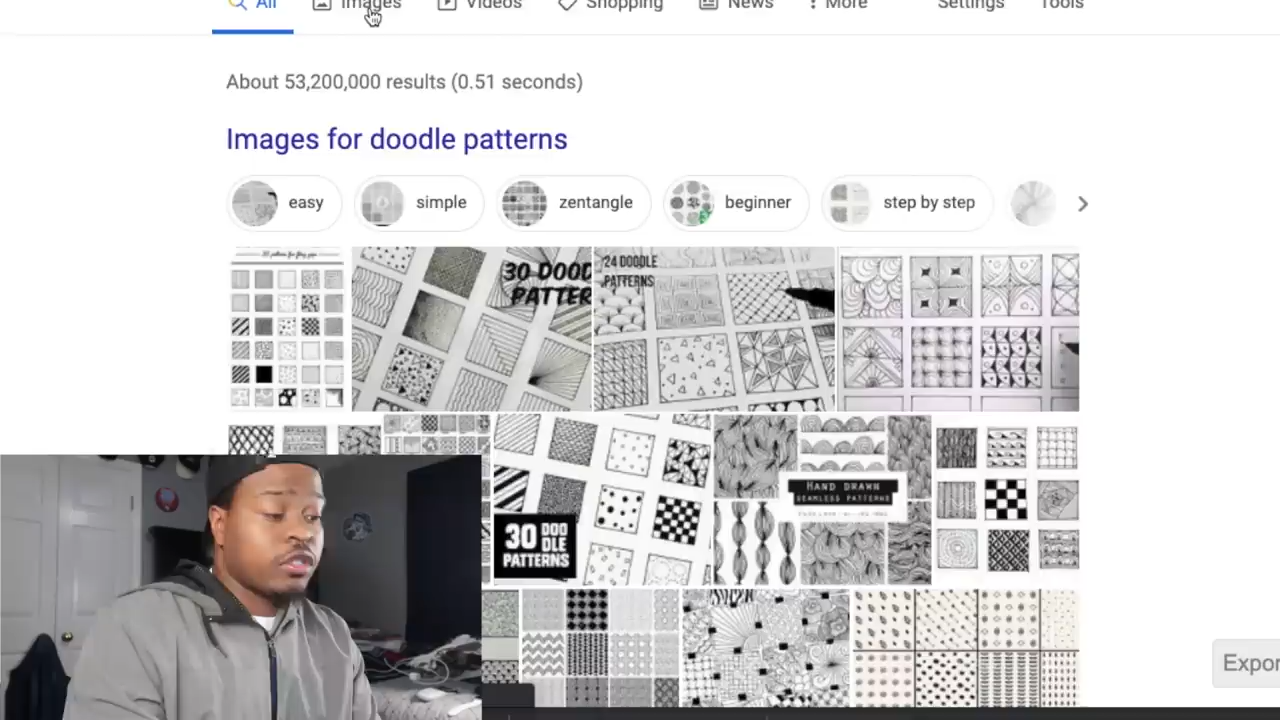 All Images Videos Shopping News More Settings Tools
About 53,200,000 results (0.51 seconds)
Images for doodle patterns
easy simple zentangle beginner step by step
30 DOOD
PATTER
24 DOODLE
PATTERNS
HAND DRAWN
SEAMLESS PATTERNS
30 DOO
DLE
PATTERNS
Expor